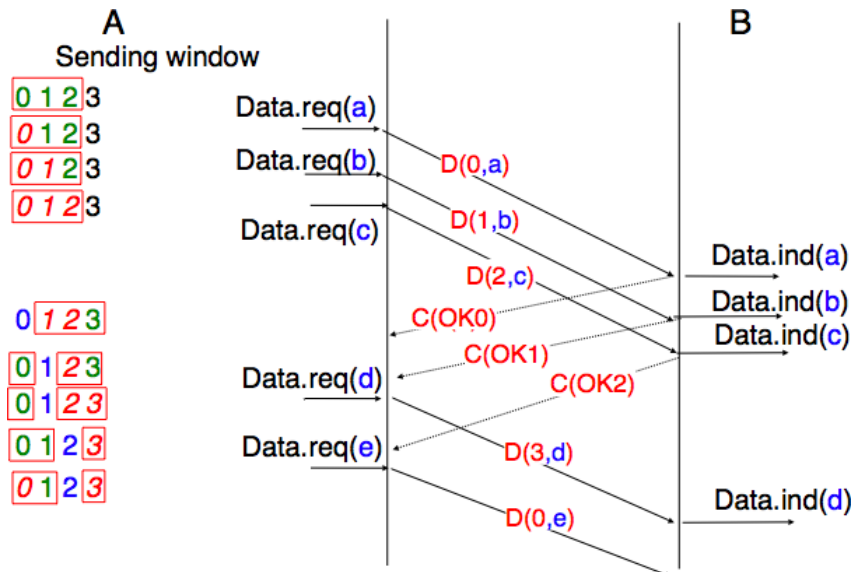 A
B
Sending window
0 1 2 3
Data.req(a)
0 1 2 3
Data.req(b)
D(0,a)
0 1 2 3
0 1 2 3
D(1,b)
Data.req(c)
Data.ind(a)
D(2,c)
Data.ind(b)
0 1 2 3
C(OK0)
Data.ind(c)
C(OK1)
0 1 2 3
Data.req(d)
C(OK2)
0 1 2 3
0 1 2 3
Data.req(e)
D(3,d)
0 1 2 3
Data.ind(d)
D(0,e)